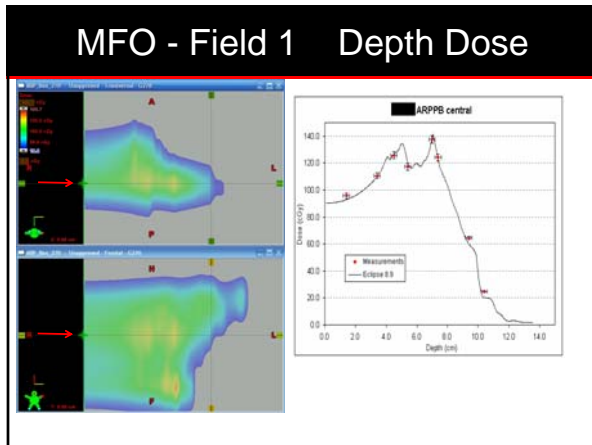 MFO - Field 1 Depth Dose
A
L
P
H
L
P
ARPPB central
140.0
120.0
100.0
80.0
60.0
40.0
20.0
0.0
Dose (cGy)
Measurements
Eclipse 8.9
0.0 2.0 4.0 6.0 8.0 10.0 12.0 14.0
Depth (cm)